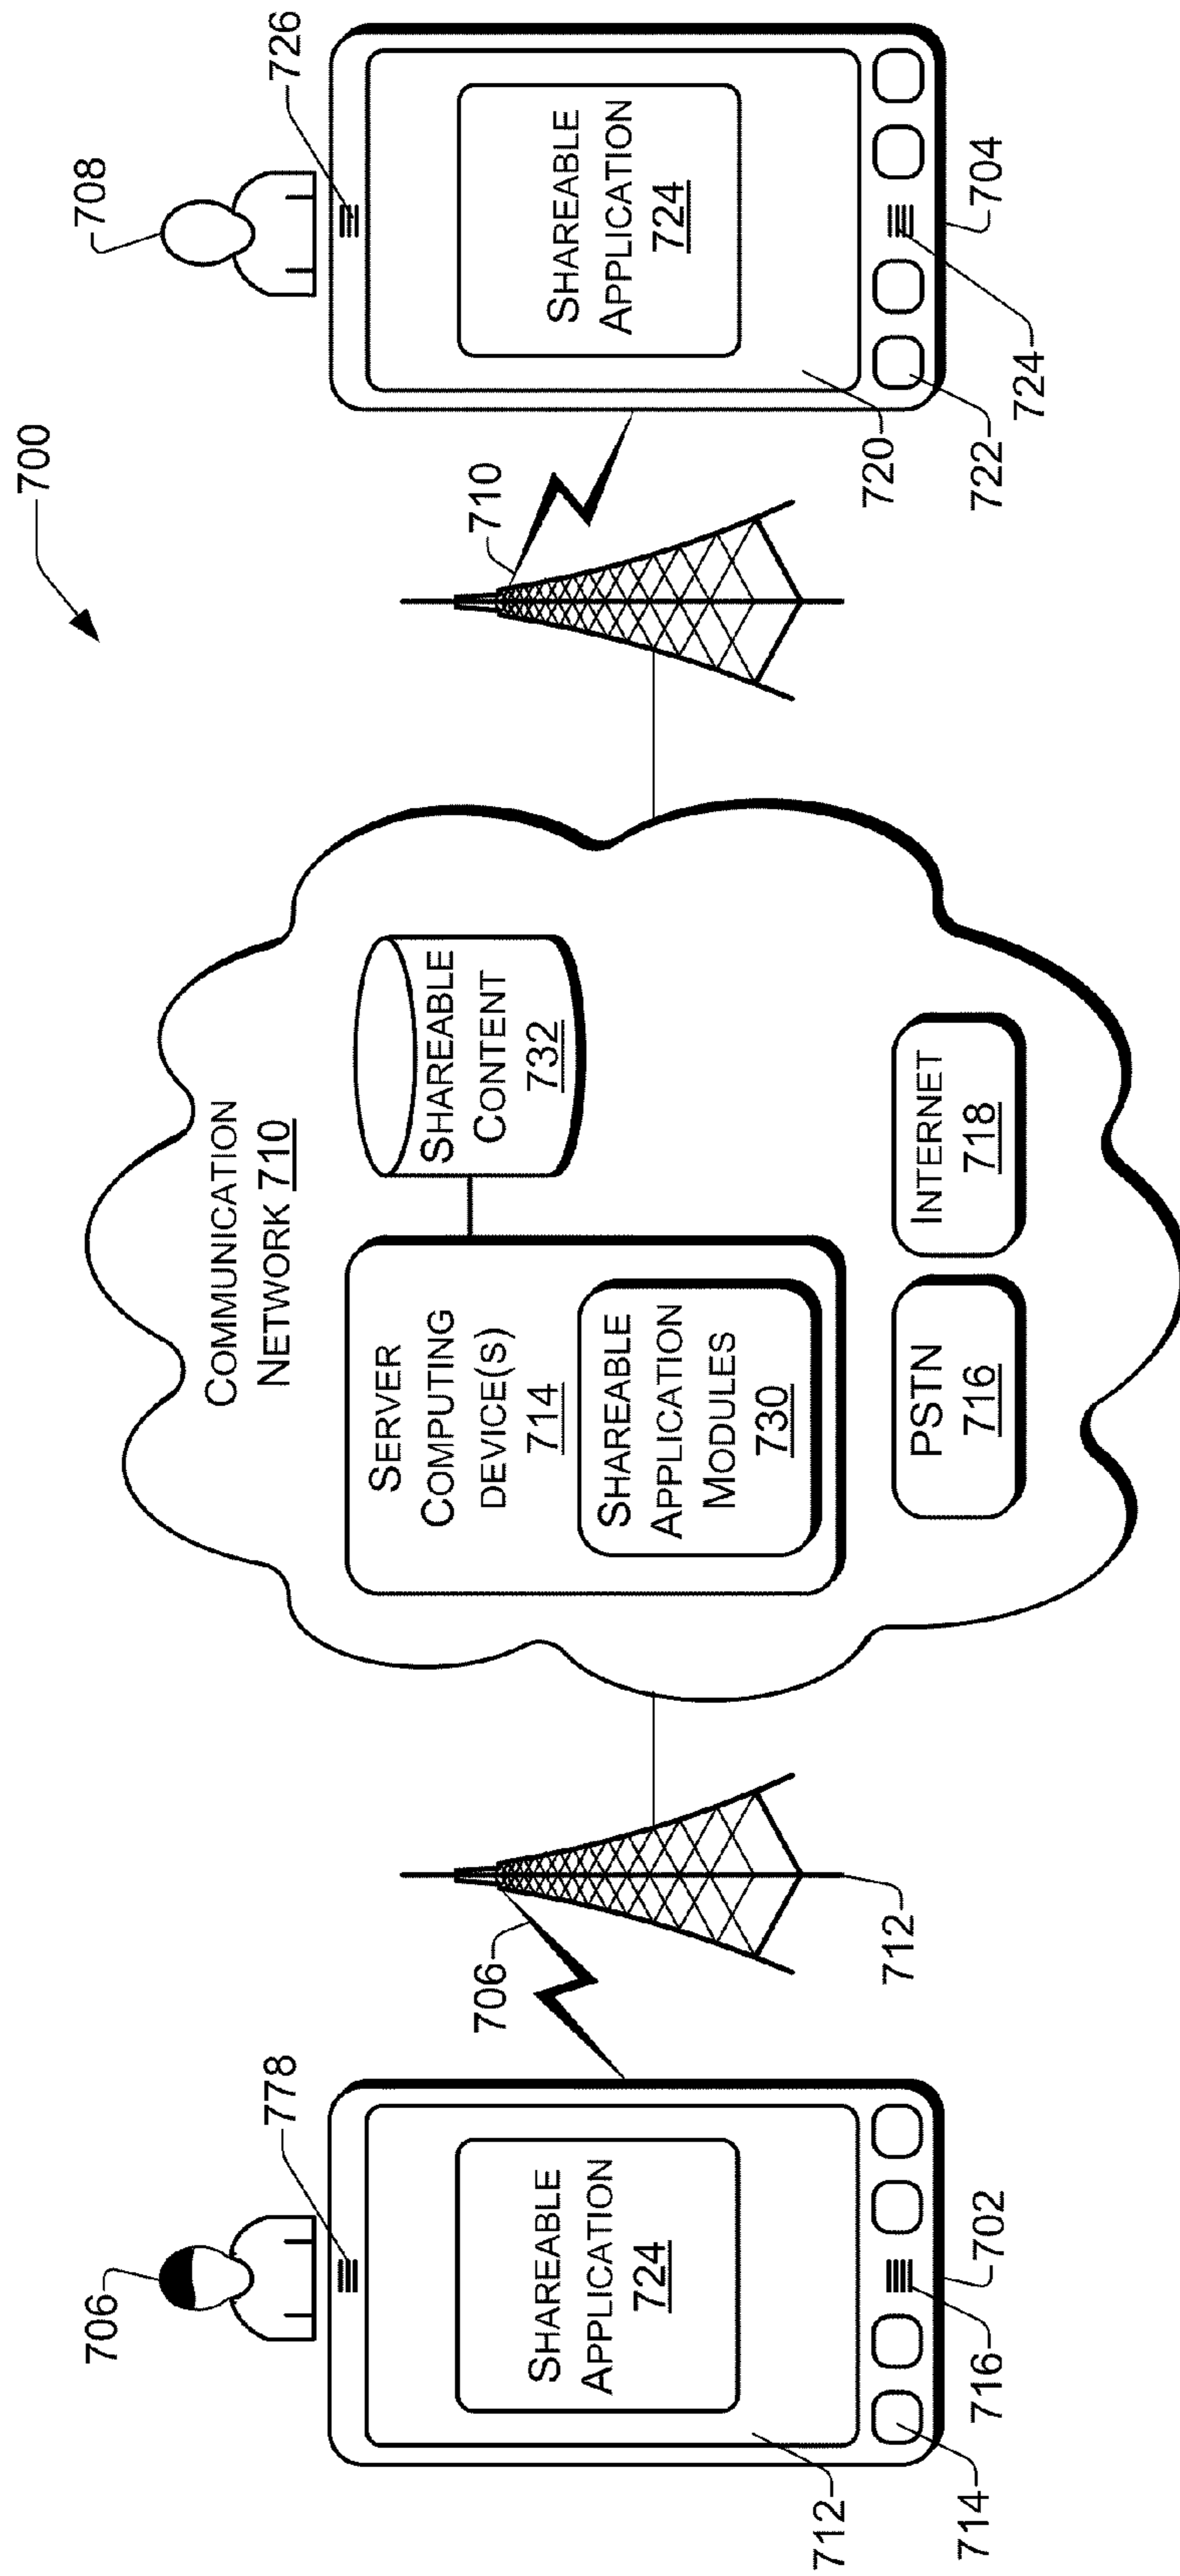 700
706
778
SHAREABLE
APPLICATION
724
712
714
716
702
706
712
COMMUNICATION
NETWORK 710
SERVER
COMPUTING
DEVICE(S)
714
SHAREABLE
APPLICATION
MODULES
730
SHAREABLE
CONTENT
732
PSTN
716
INTERNET
718
710
708
726
SHAREABLE
APPLICATION
724
720
722
724
704